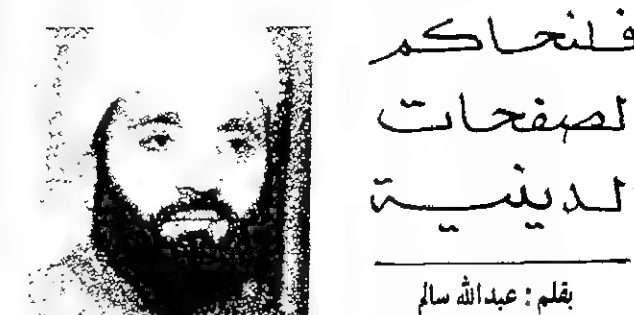 فلنحاكم
لصفحات
لدينية
بقلم : عبدالله سالم